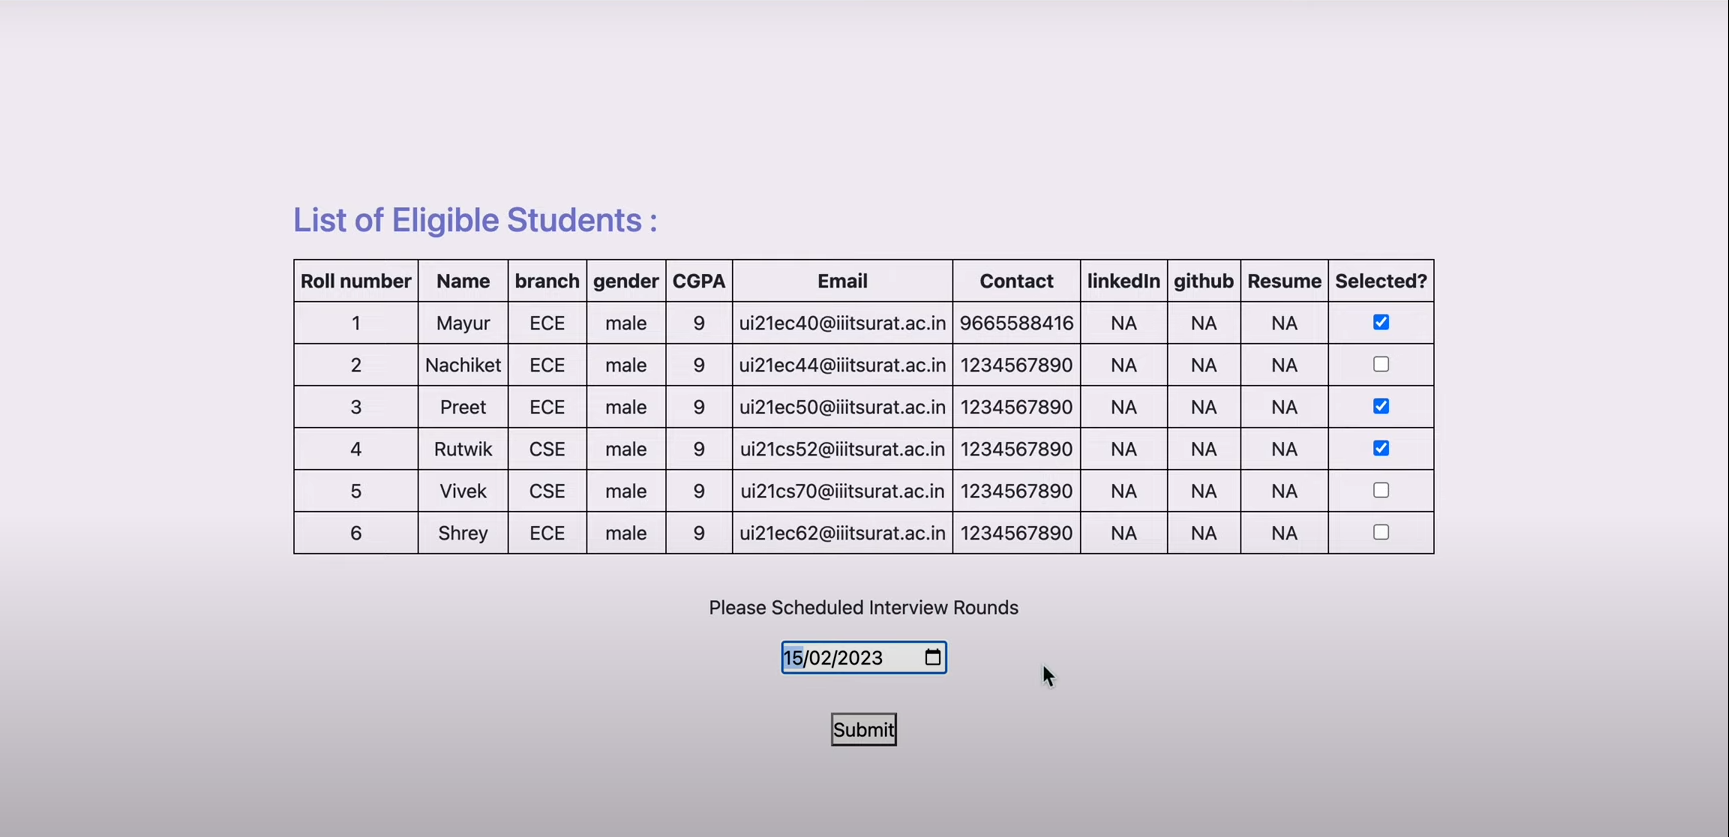 List of Eligible Students :
Roll number Name branch gender CGPA Email Contact linkedIn github Resume Selected?
1 Mayur ECE male 9 ui21ec40@iiitsurat.ac.in 9665588416 NA NA NA
2 Nachiket ECE male 9 ui21ec44@iiitsurat.ac.in 1234567890 NA NA NA
3 Preet ECE male 9 ui21ec50@iiitsurat.ac.in 1234567890 NA NA NA
4 Rutwik CSE male 9 ui21cs52@iiitsurat.ac.in 1234567890 NA NA NA
5 Vivek CSE male 9 ui21cs70@iiitsurat.ac.in 1234567890 NA NA NA
6 Shrey ECE male 9 ui21ec62@iiitsurat.ac.in 1234567890 NA NA NA
Please Scheduled Interview Rounds
15/02/2023
Submit